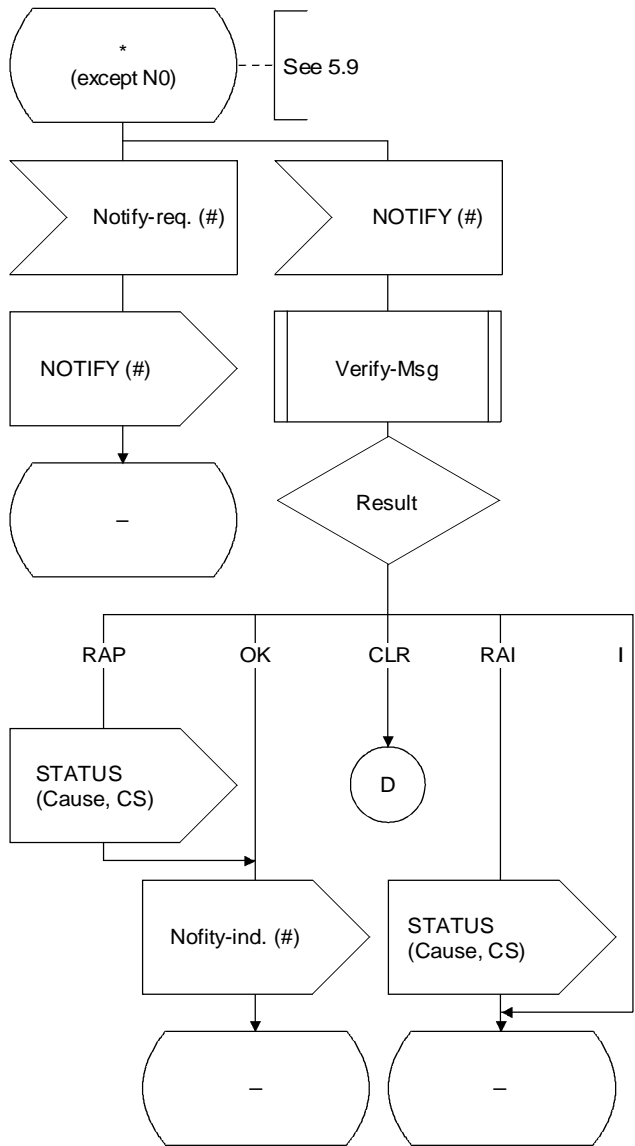 *
(except N0)
See 5.9
Notify-req. (#)
NOTIFY (#)
NOTIFY (#)
Verify-Msg
–
Result
RAP
OK
CLR
RAI
I
STATUS
(Cause, CS)
D
Nofity-ind. (#)
STATUS
(Cause, CS)
–
–